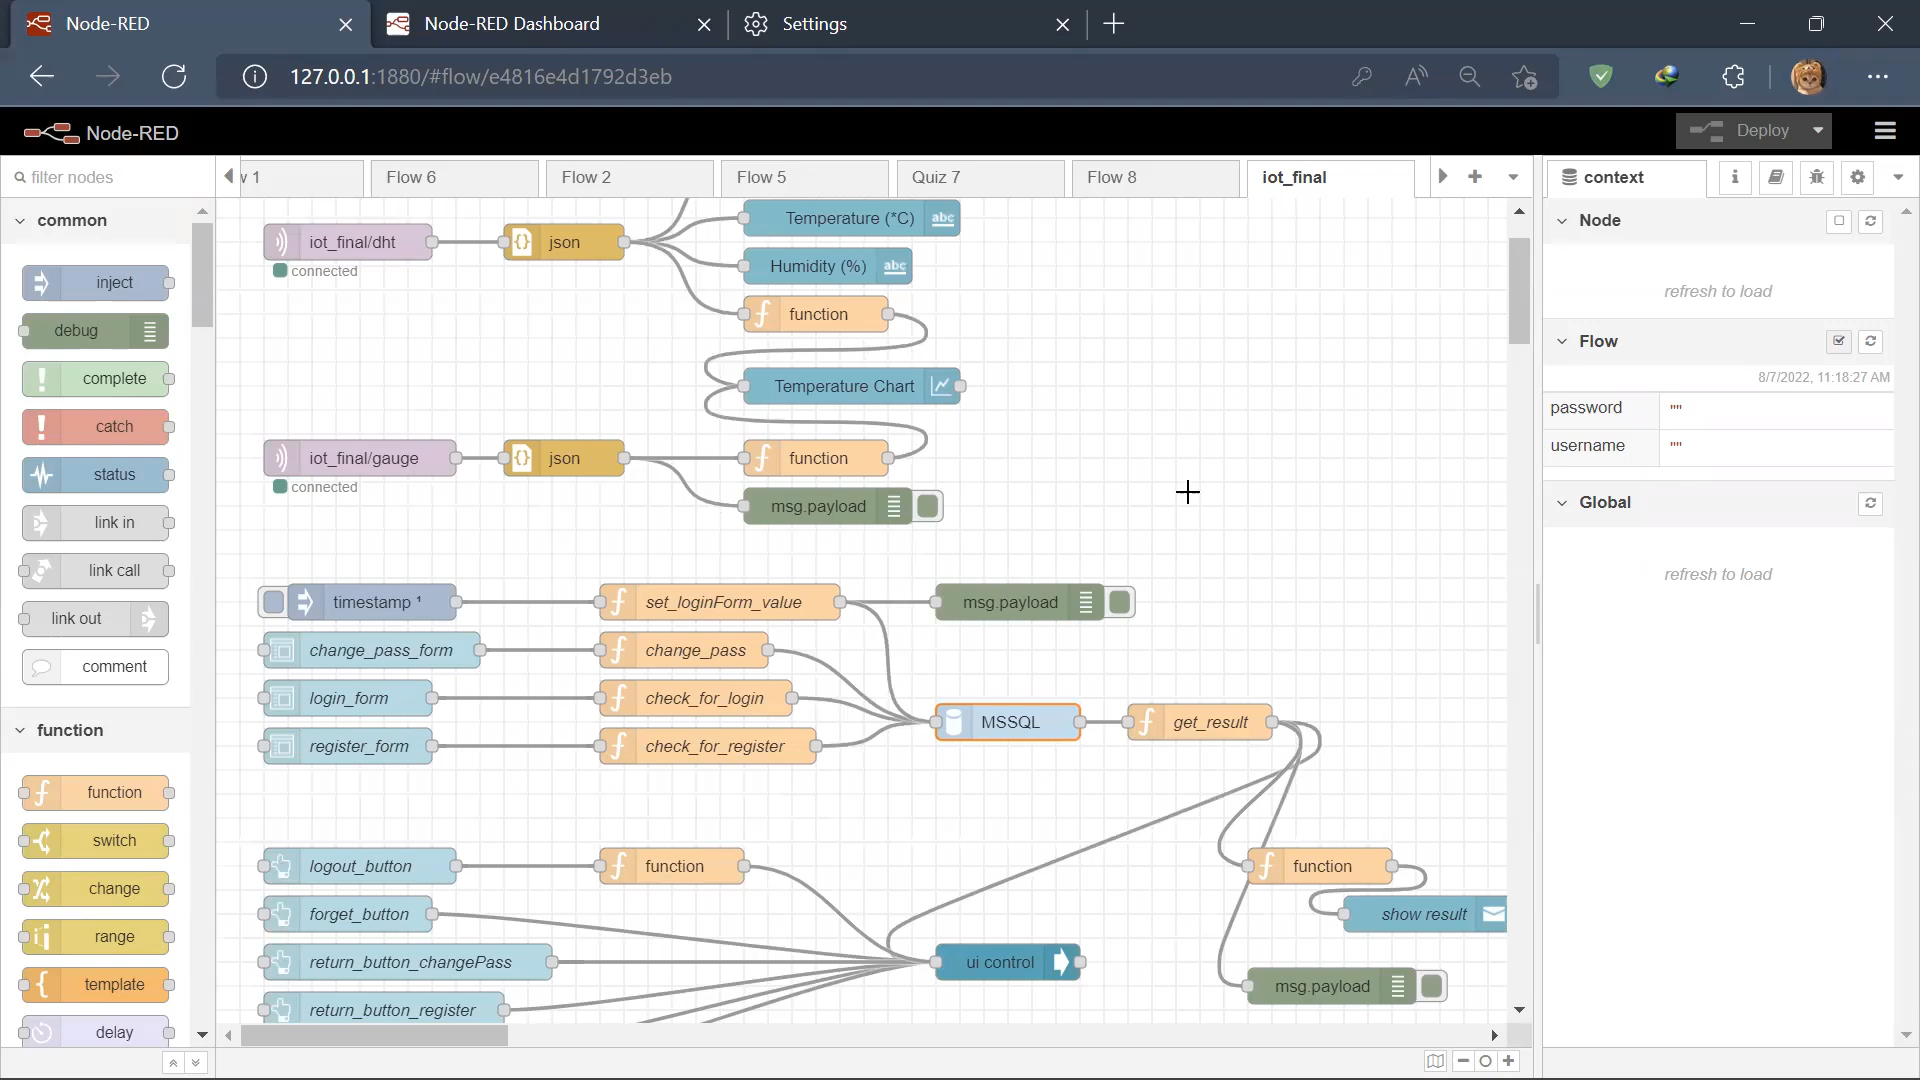 Node-RED
Node-RED Dashboard
Settings
127.0.0.1:1880/#flow/e4816e4d1792d3eb
Node-RED
Deploy
filter nodes
w 1
Flow 6
Flow 2
Flow 5
Quiz 7
Flow 8
iot_final
context
common
inject
debug
complete
catch
status
link in
link call
link out
comment
function
function
switch
change
range
template
delay
iot_final/dht
connected
json
Temperature (*C)
abc
Humidity (%)
abc
function
Temperature Chart
iot_final/gauge
connected
json
function
msg.payload
timestamp ¹
set_loginForm_value
msg.payload
change_pass_form
change_pass
login_form
check_for_login
MSSQL
get_result
register_form
check_for_register
logout_button
function
function
forget_button
show result
return_button_changePass
ui control
msg.payload
return_button_register
Node
refresh to load
Flow
8/7/2022, 11:18:27 AM
password
""
username
""
Global
refresh to load